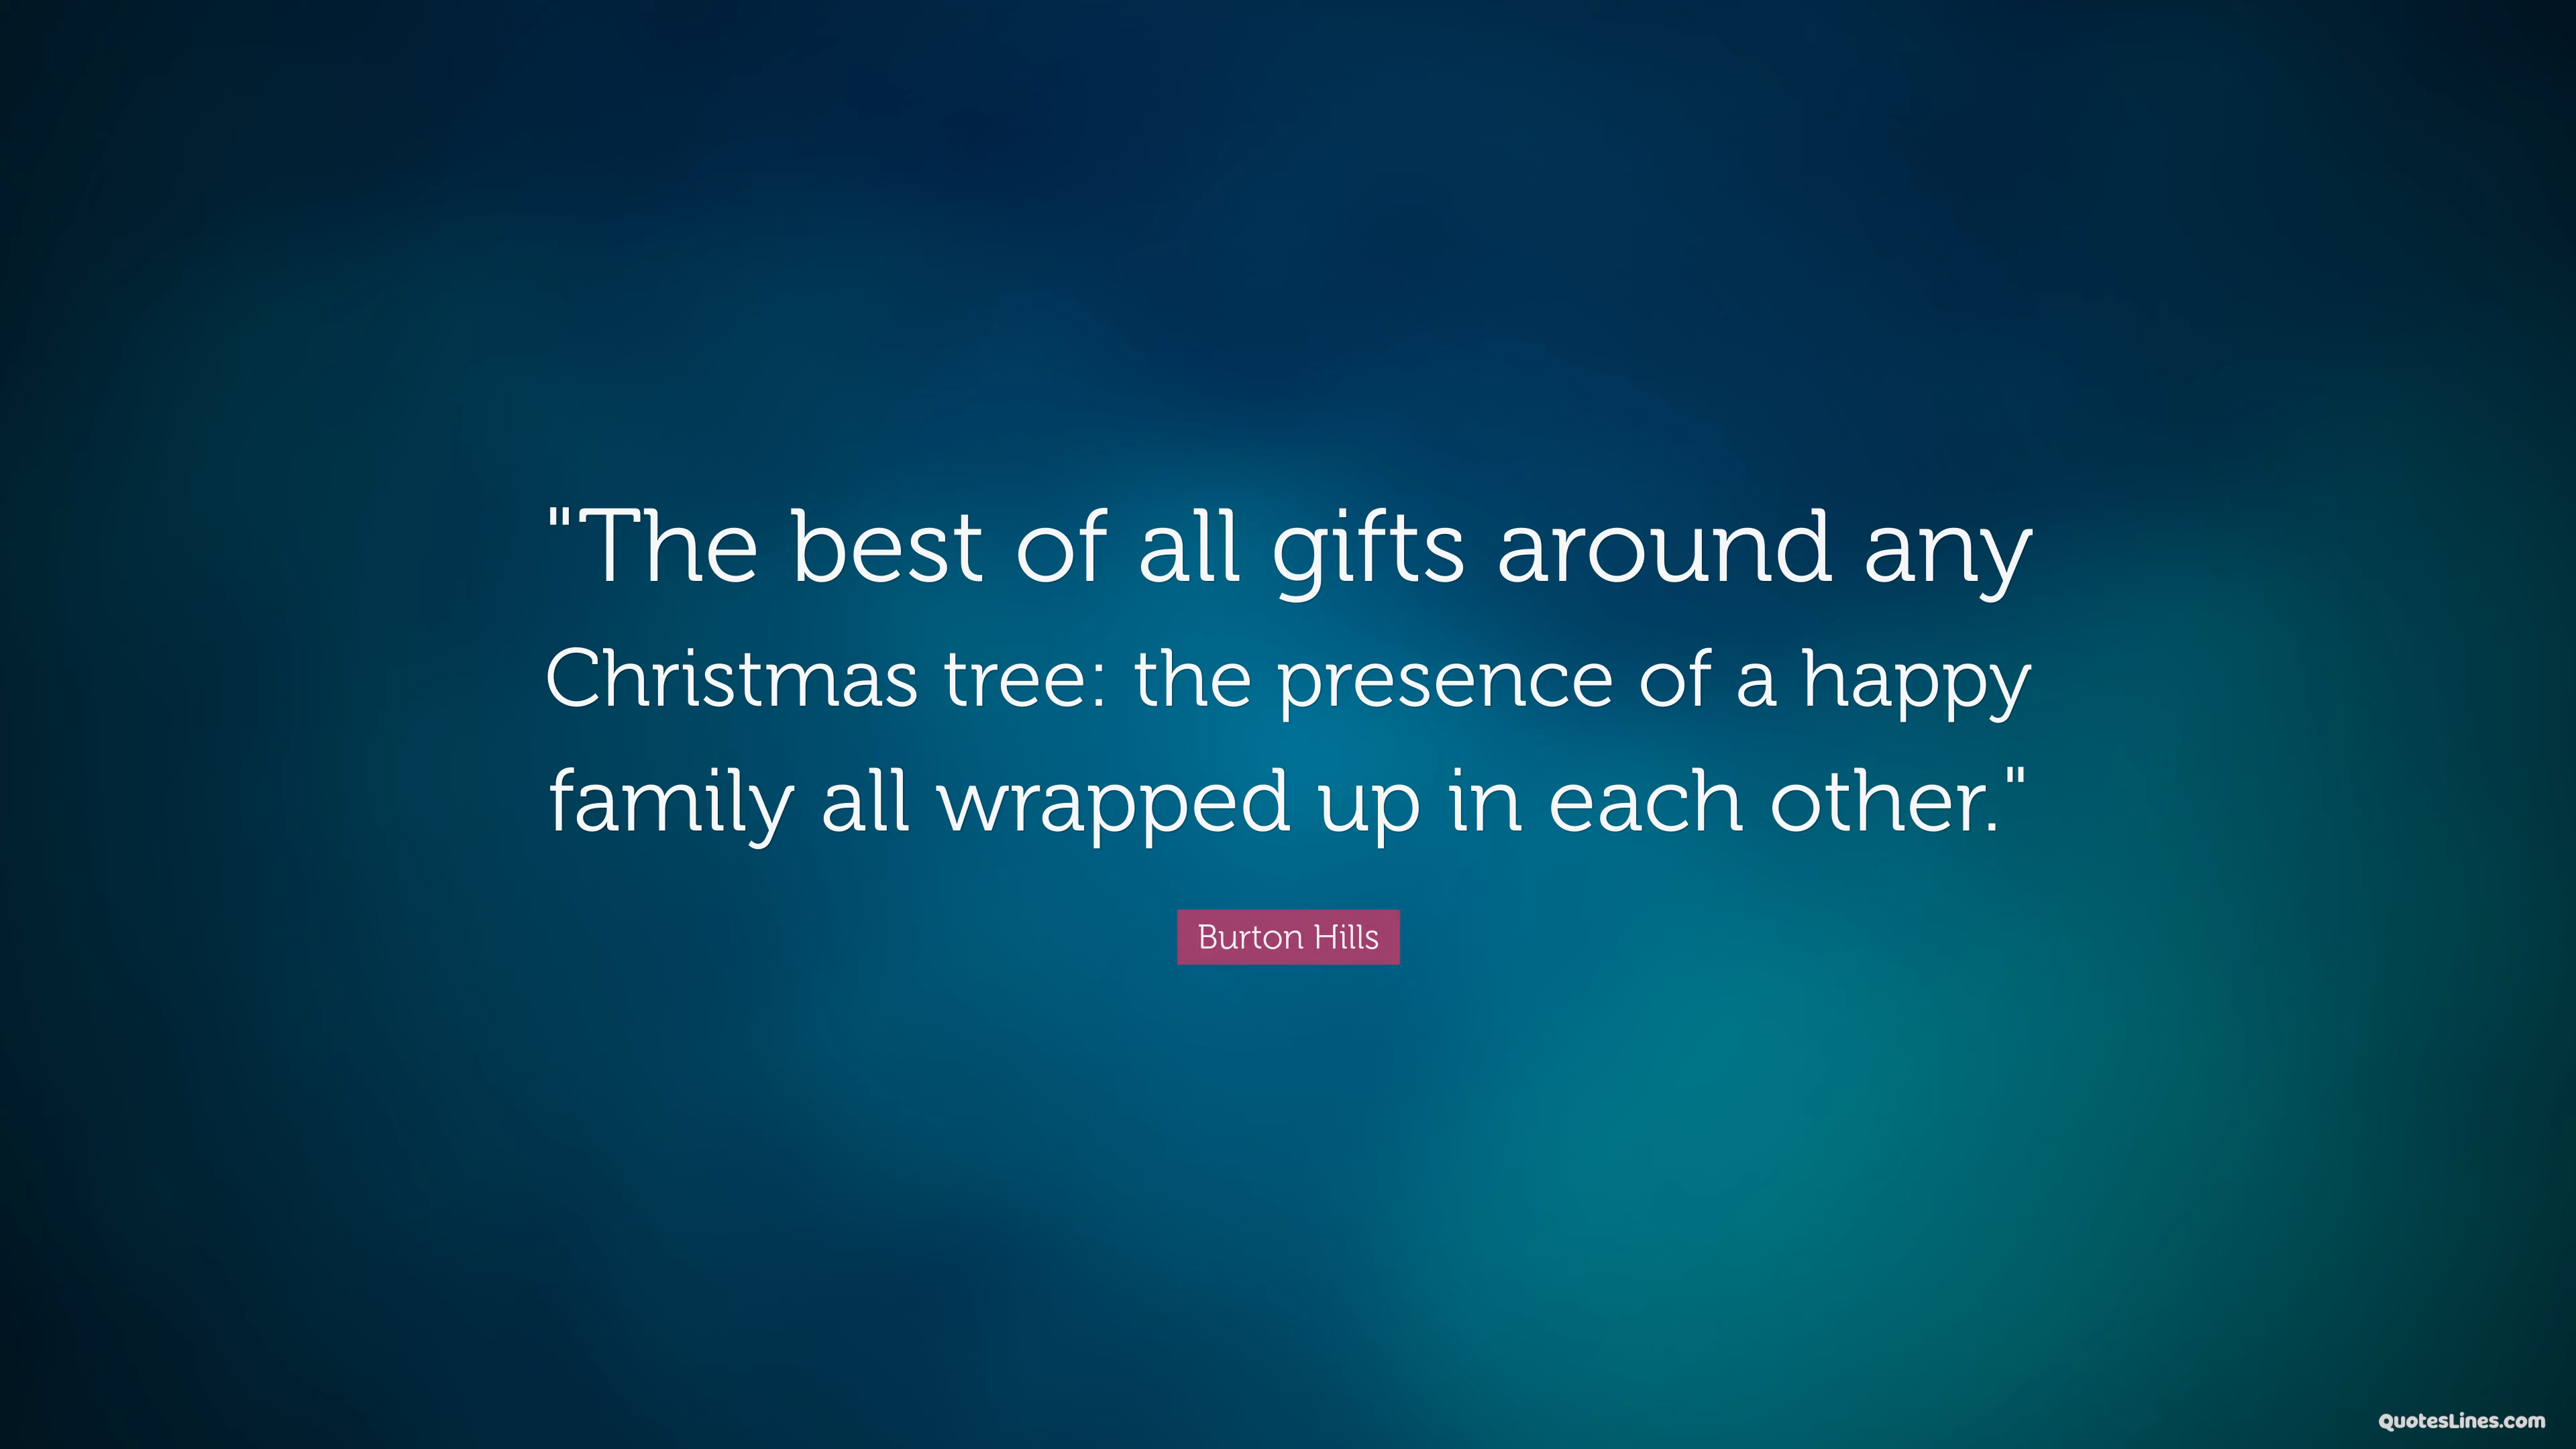 "The best of all gifts around any
Christmas tree: the presence of a happy
family all wrapped up in each other."
Burton Hills
QuotesLines.com